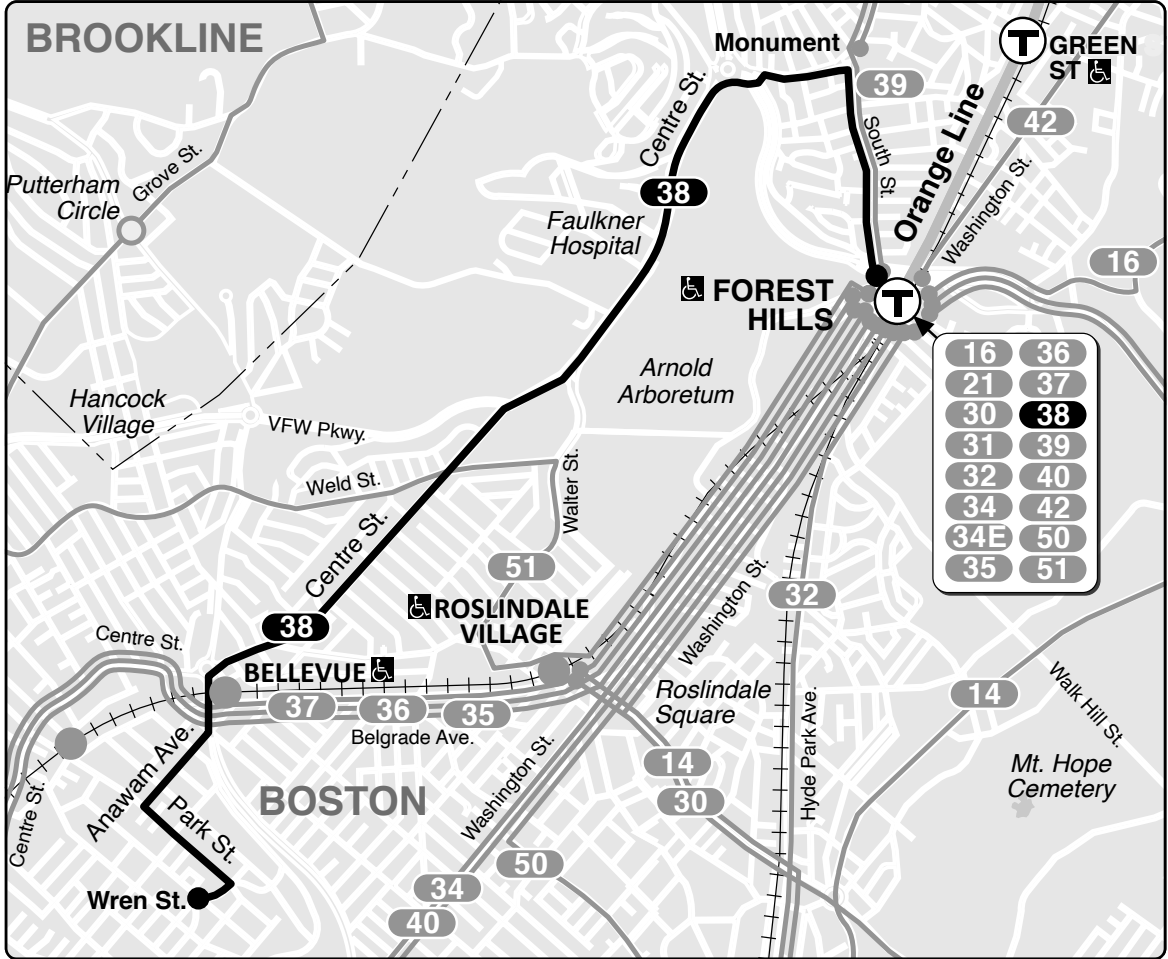 BROOKLINE
Monument
T
GREEN
ST
39
Centre St.
42
Orange Line
South St.
Washington St.
Grove St.
Putterham
Circle
38
Faulkner
Hospital
16
FOREST
HILLS
T
16 36
21 37
30 38
31 39
32 40
34 42
34E 50
35 51
Arnold
Arboretum
Hancock
Village
VFW Pkwy.
Weld St.
Walter St.
Centre St.
51
32
Washington St.
ROSLINDALE
VILLAGE
38
Centre St.
BELLEVUE
37 36 35
Belgrade Ave.
Roslindale
Square
Hyde Park Ave.
14
Walk Hill St.
Mt. Hope
Cemetery
Anawam Ave.
BOSTON
Washington St.
14
30
Centre St.
Park St.
50
34
40
Wren St.